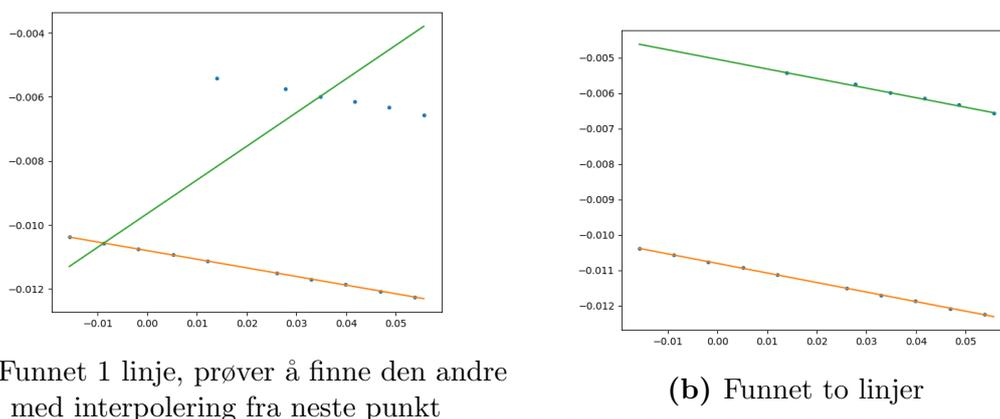 −0.004
−0.006
−0.008
−0.010
−0.012
−0.01 0.00 0.01 0.02 0.03 0.04 0.05
Funnet 1 linje, prøver å finne den andre
med interpolering fra neste punkt
−0.005
−0.006
−0.007
−0.008
−0.009
−0.010
−0.011
−0.012
−0.01 0.00 0.01 0.02 0.03 0.04 0.05
(b) Funnet to linjer